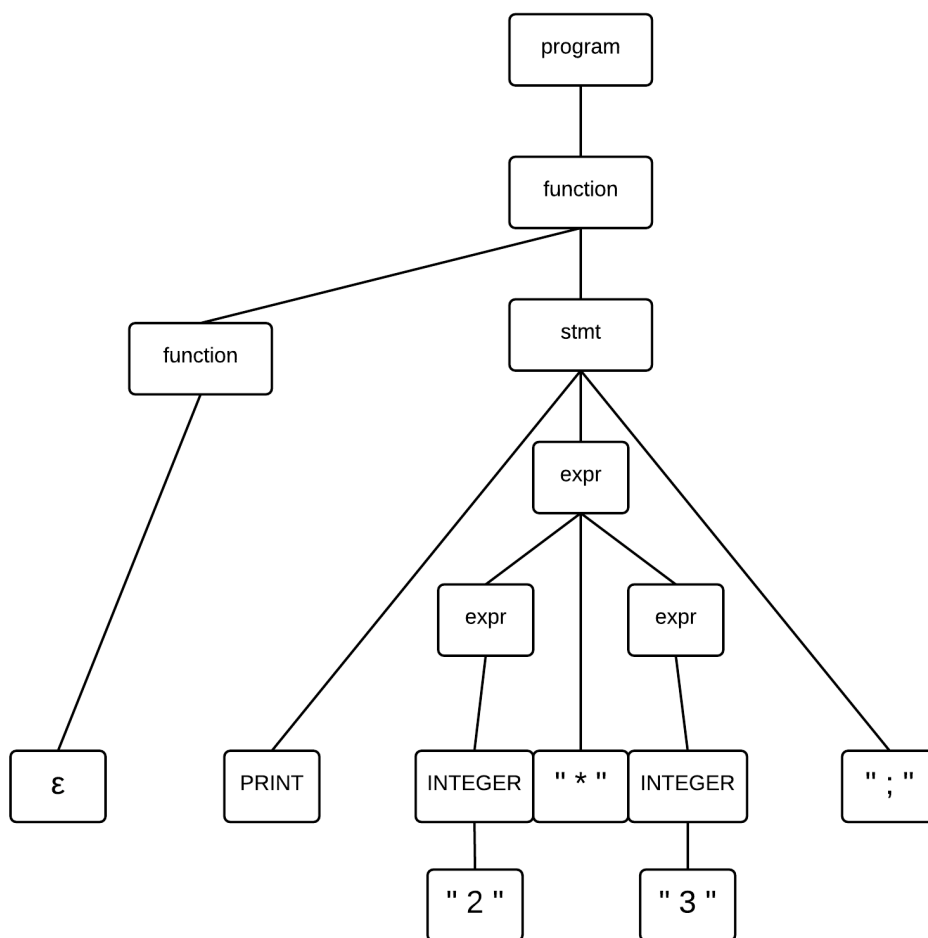 program
function
function
stmt
expr
expr
expr
ε
PRINT
INTEGER
" * "
INTEGER
" ; "
" 2 "
" 3 "